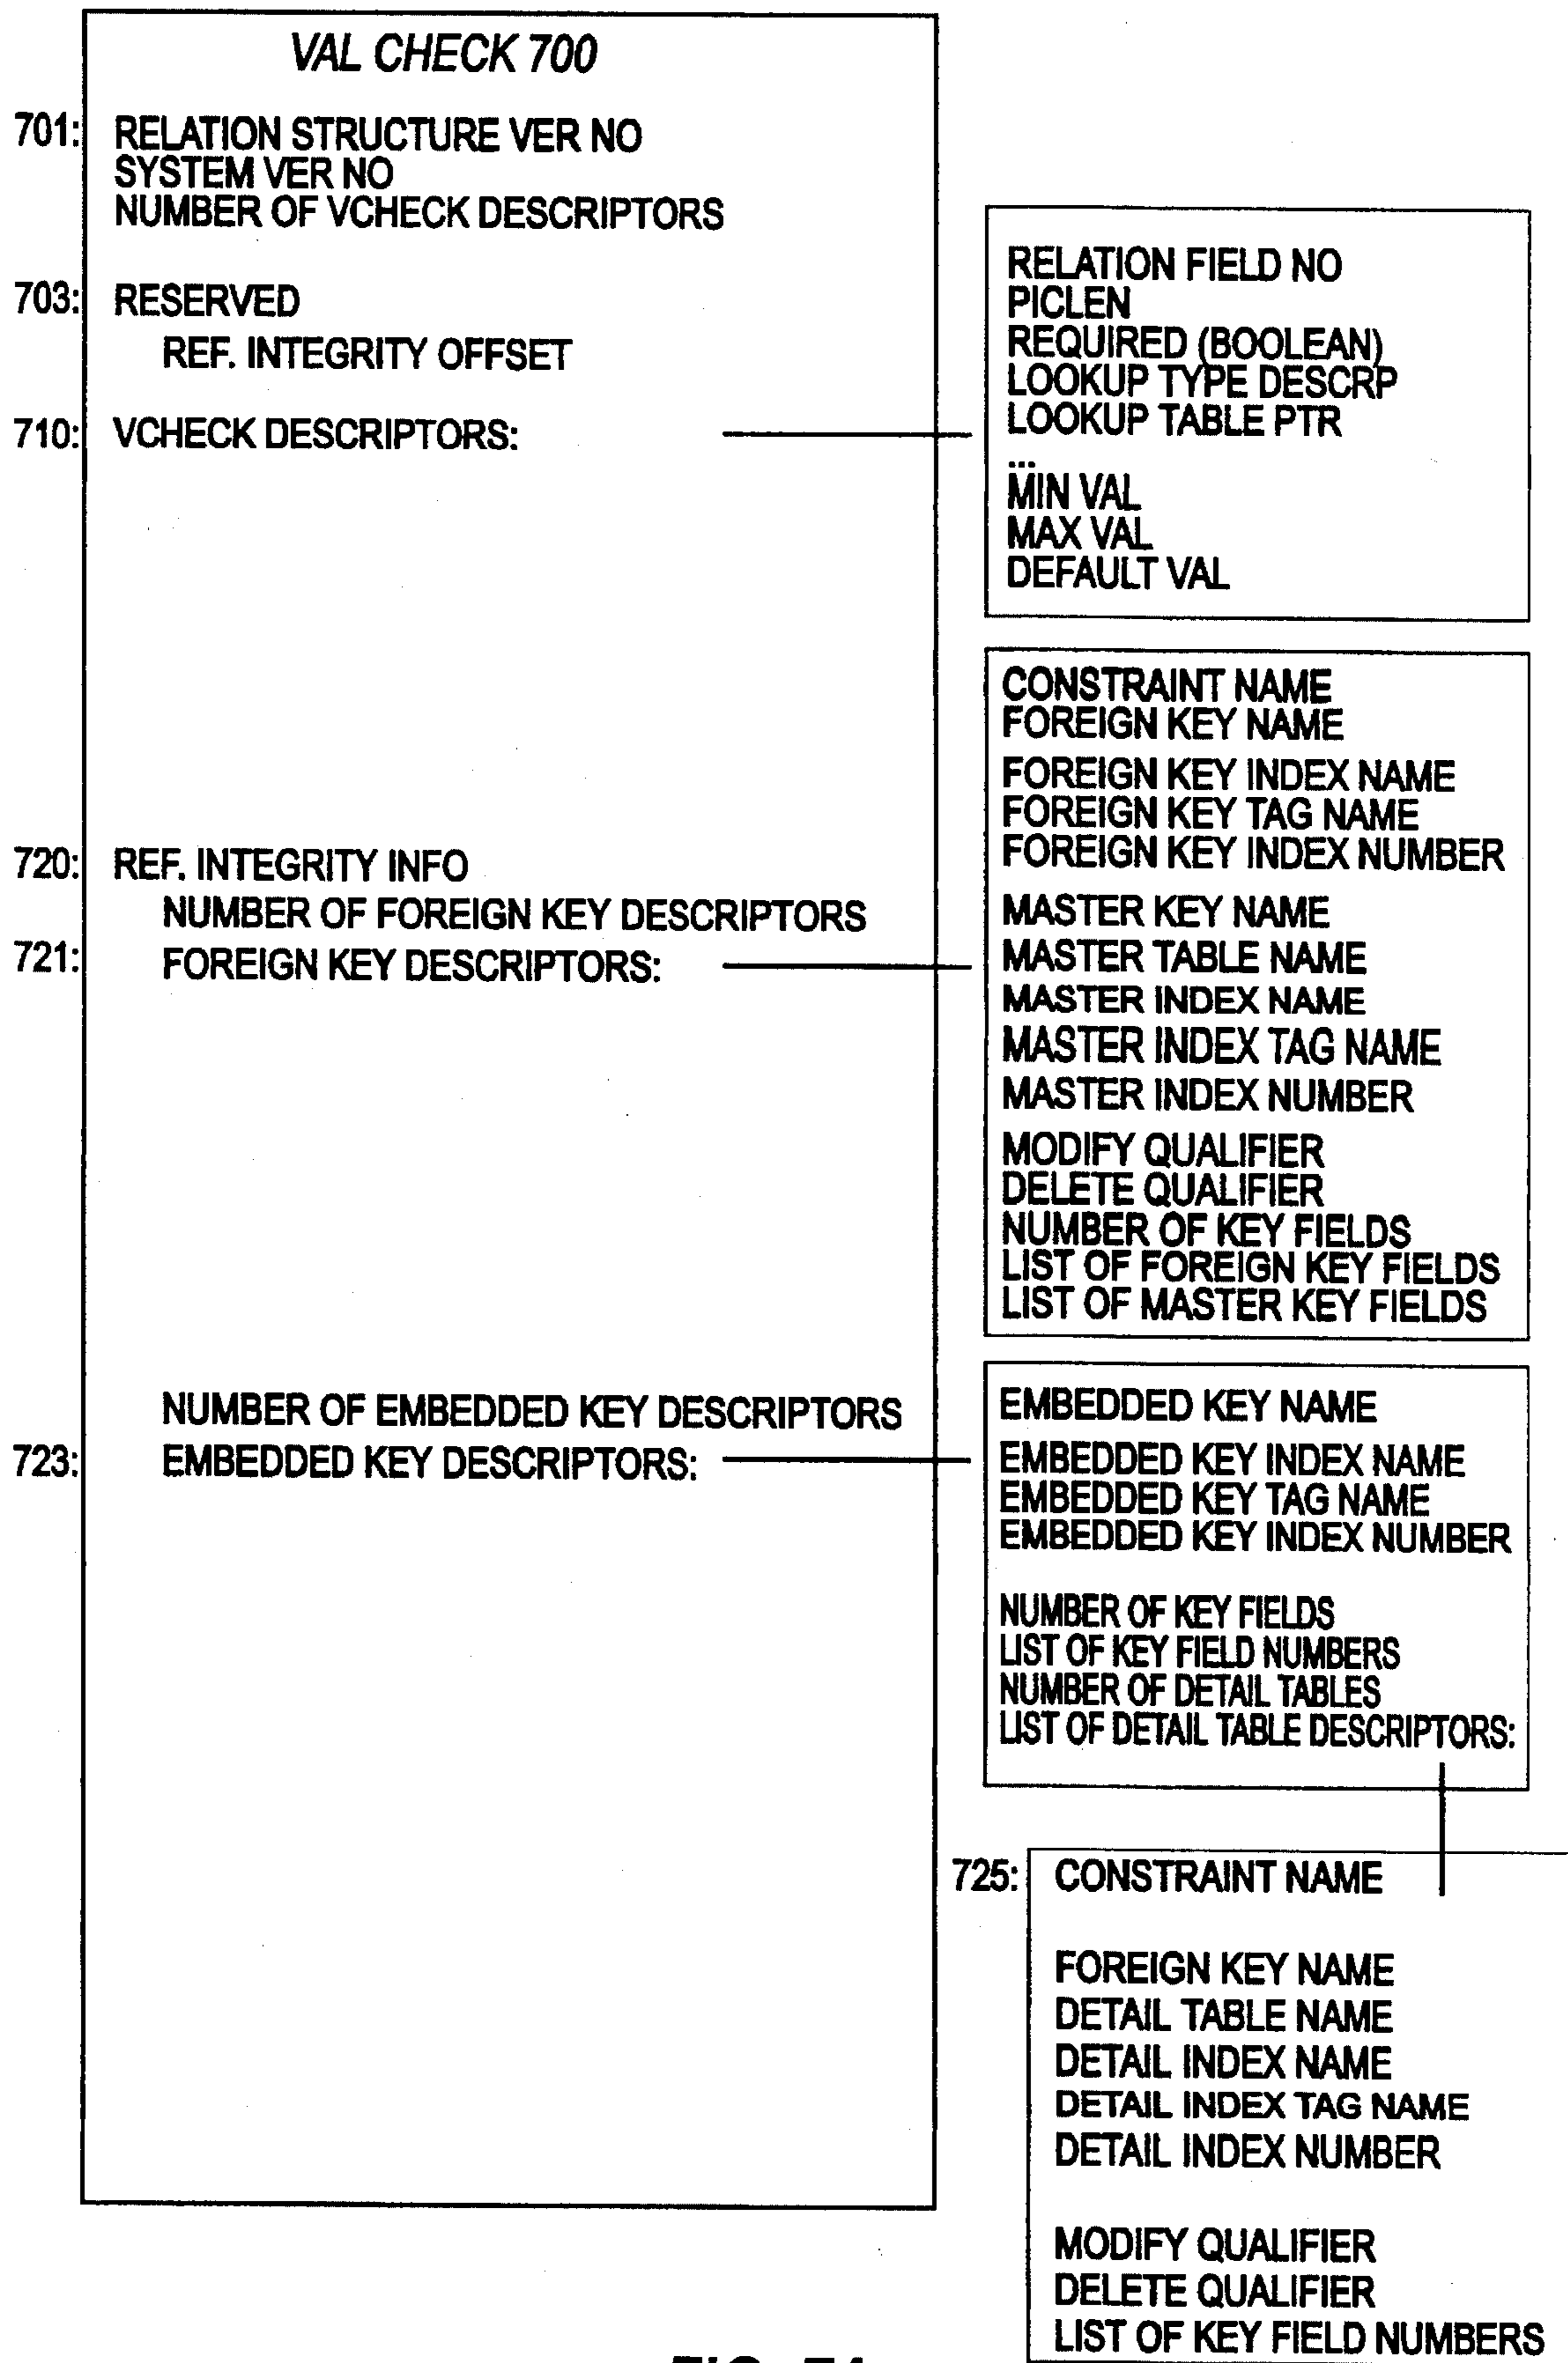 VAL CHECK 700
701: RELATION STRUCTURE VER NO
SYSTEM VER NO
NUMBER OF VCHECK DESCRIPTORS
703: RESERVED
REF. INTEGRITY OFFSET
710: VCHECK DESCRIPTORS:
RELATION FIELD NO
PICLEN
REQUIRED (BOOLEAN)
LOOKUP TYPE DESCRP
LOOKUP TABLE PTR
...
MIN VAL
MAX VAL
DEFAULT VAL
720: REF. INTEGRITY INFO
NUMBER OF FOREIGN KEY DESCRIPTORS
721: FOREIGN KEY DESCRIPTORS:
CONSTRAINT NAME
FOREIGN KEY NAME
FOREIGN KEY INDEX NAME
FOREIGN KEY TAG NAME
FOREIGN KEY INDEX NUMBER
MASTER KEY NAME
MASTER TABLE NAME
MASTER INDEX NAME
MASTER INDEX TAG NAME
MASTER INDEX NUMBER
MODIFY QUALIFIER
DELETE QUALIFIER
NUMBER OF KEY FIELDS
LIST OF FOREIGN KEY FIELDS
LIST OF MASTER KEY FIELDS
NUMBER OF EMBEDDED KEY DESCRIPTORS
723: EMBEDDED KEY DESCRIPTORS:
EMBEDDED KEY NAME
EMBEDDED KEY INDEX NAME
EMBEDDED KEY TAG NAME
EMBEDDED KEY INDEX NUMBER
NUMBER OF KEY FIELDS
LIST OF KEY FIELD NUMBERS
NUMBER OF DETAIL TABLES
LIST OF DETAIL TABLE DESCRIPTORS:
725: CONSTRAINT NAME
FOREIGN KEY NAME
DETAIL TABLE NAME
DETAIL INDEX NAME
DETAIL INDEX TAG NAME
DETAIL INDEX NUMBER
MODIFY QUALIFIER
DELETE QUALIFIER
LIST OF KEY FIELD NUMBERS